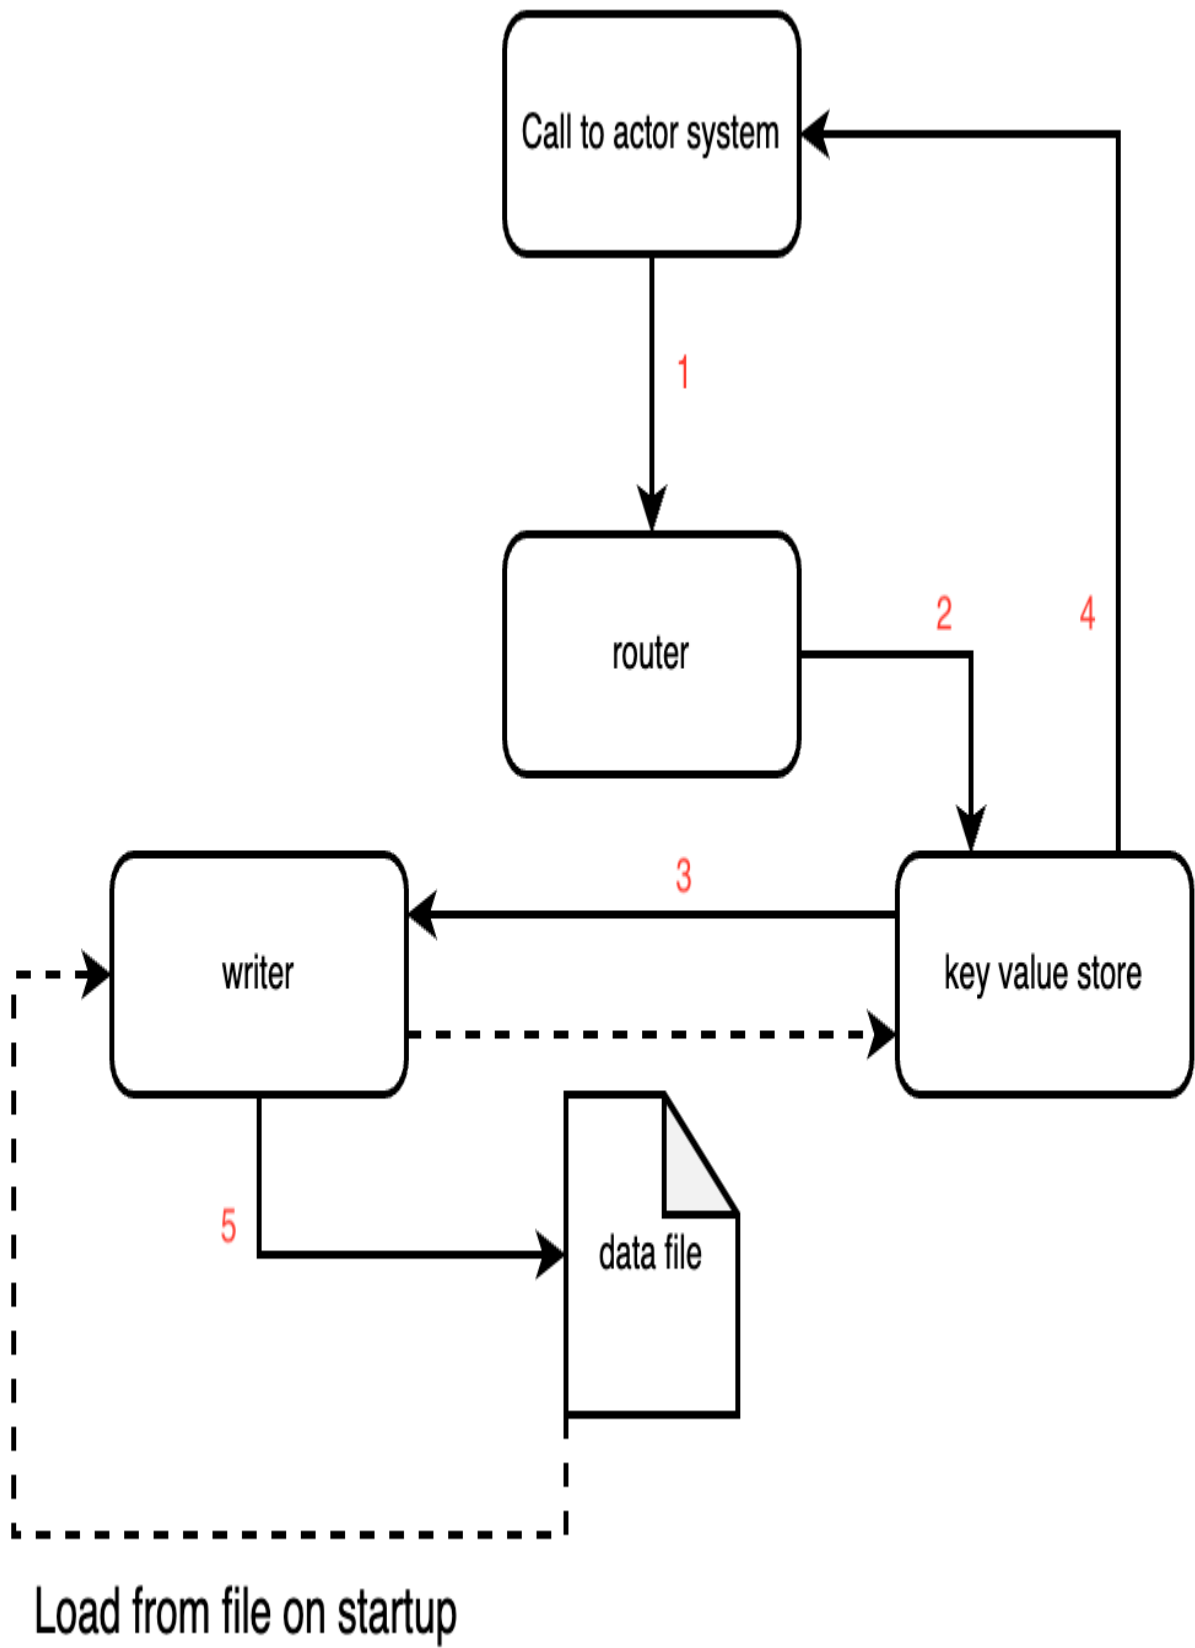 Call to actor system
1
router
2
4
3
writer
key value store
5
data file
Load from file on startup